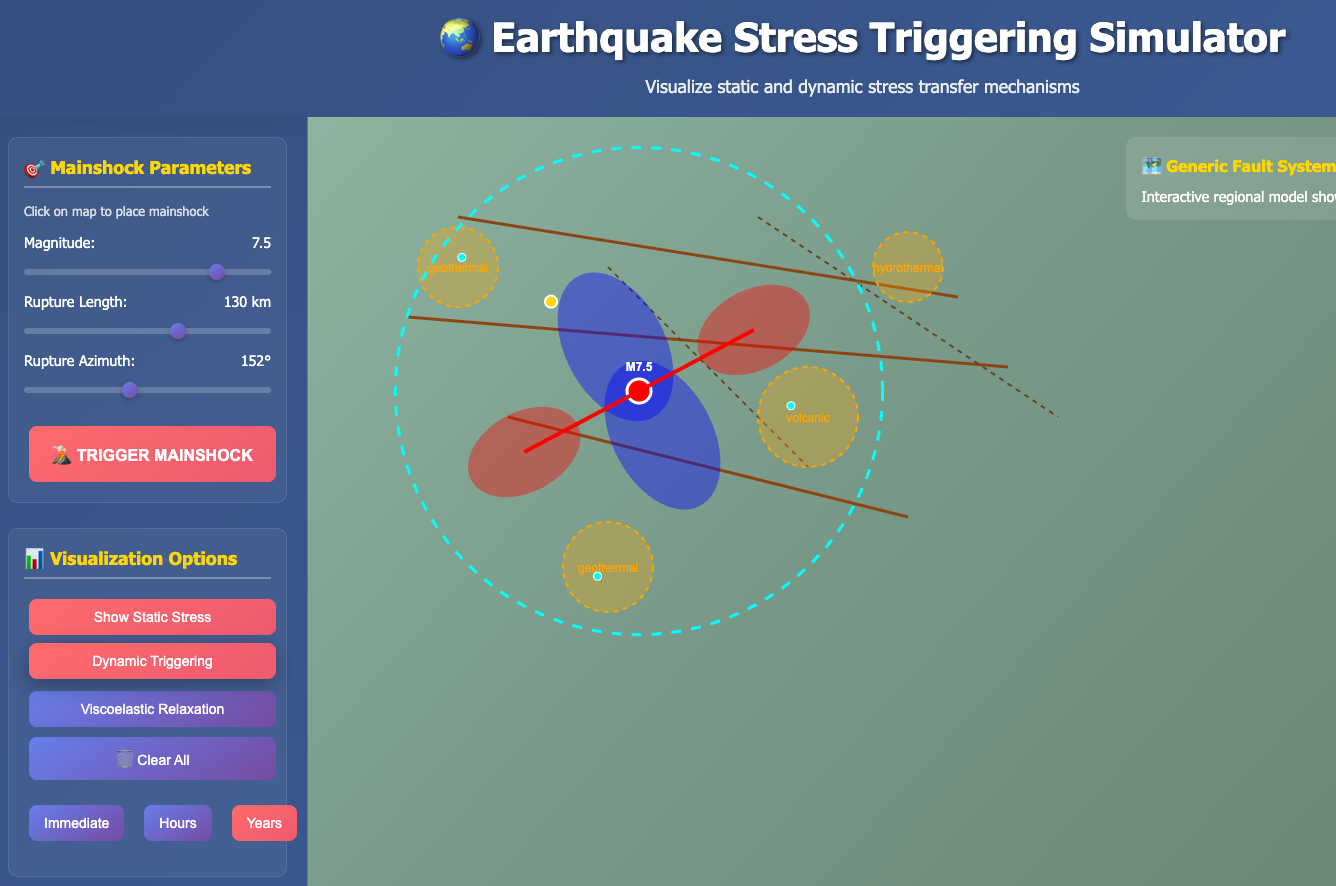 🌏 Earthquake Stress Triggering Simulator
Visualize static and dynamic stress transfer mechanisms
🎯 Mainshock Parameters
Click on map to place mainshock
Magnitude: 7.5
Rupture Length: 130 km
Rupture Azimuth: 152°
🌋 TRIGGER MAINSHOCK
📊 Visualization Options
Show Static Stress
Dynamic Triggering
Viscoelastic Relaxation
🗑️ Clear All
Immediate Hours Years
🗺️ Generic Fault System
Interactive regional model sho
geothermal
hydrothermal
M7.5
volcanic
geothermal